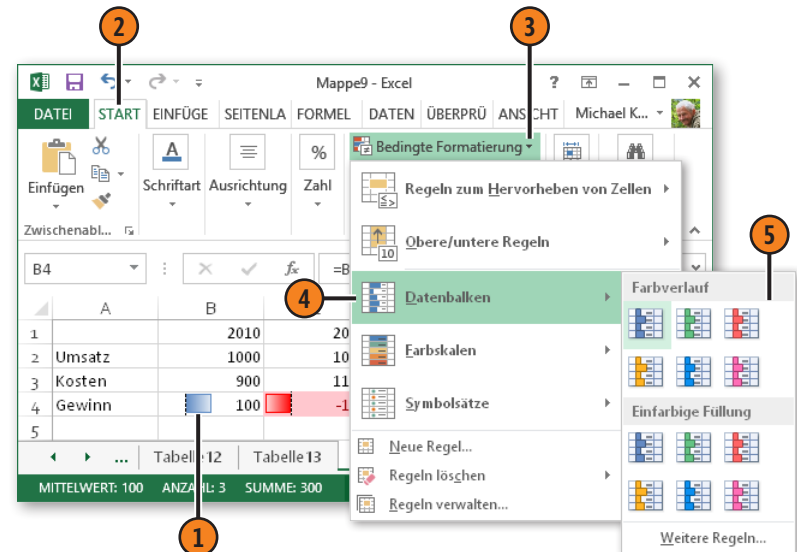 2
3
Mappe9 - Excel
?
DATEI START EINFÜGE SEITENLA FORMEL DATEN ÜBERPRÜ ANSICHT Michael K...
Bedingte Formatierung
Einfügen
Schriftart Ausrichtung Zahl
Zwischenabl...
Regeln zum Hervorheben von Zellen
Obere/untere Regeln
5
B4
fx
=B
4
Datenbalken
Farbverlauf
A B
1 2010 20
2 Umsatz 1000 10
3 Kosten 900 11
4 Gewinn 100 -1
5
Farbskalen
Symbolsätze
Einfarbige Füllung
Neue Regel...
Regeln löschen
Regeln verwalten...
Weitere Regeln...
... Tabelle12 Tabelle13
MITTELWERT: 100 ANZAHL: 3 SUMME: 300
1